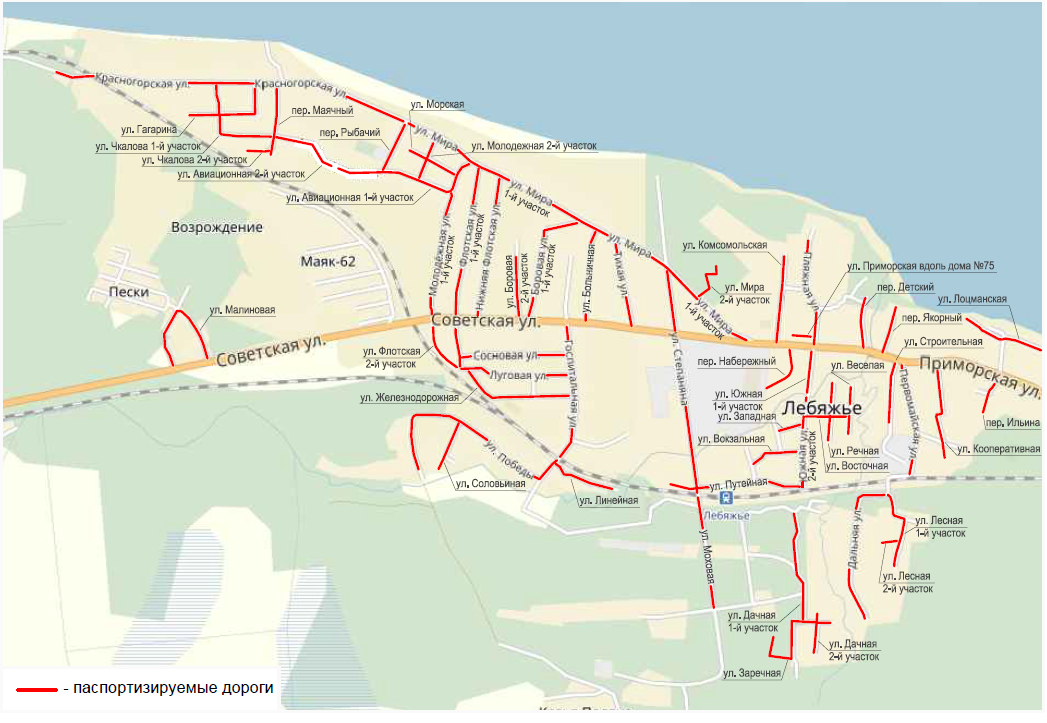 Красногорская ул.
Красногорская ул.
ул. Морская
пер. Маячный
ул. Гагарина
пер. Рыбачий
ул. Мира
ул. Чкалова 1-й участок
ул. Молодежная 2-й участок
ул. Чкалова 2-й участок
ул. Авиационная 2-й участок
ул. Авиационная 1-й участок
ул. Мира
1-й участок
Возрождение
Молодёжная ул.
1-й участок
Флотская ул.
1-й участок
Нижняя Флотская ул.
ул. Боровая
2-й участок
Боровая ул.
1-й участок
ул. Больничная
Тихая ул.
ул. Мира
ул. Комсомольская
Пляжная ул.
ул. Приморская вдоль дома №75
Маяк-62
Пески
ул. Мира
2-й участок
пер. Детский
ул. Лоцманская
ул. Малиновая
ул. Мира
1-й участок
пер. Якорный
Советская ул.
Советская ул.
ул. Строительная
ул. Флотская
2-й участок
Сосновая ул.
Госпитальная ул.
ул. Степаняна
пер. Набережный
ул. Веселая
Приморская ул.
Луговая ул.
ул. Железнодорожная
ул. Южная
1-й участок
Лебяжье
Первомайская ул.
ул. Западная
пер. Ильина
ул. Победы
ул. Вокзальная
Южная ул.
2-й участок
ул. Речная
ул. Кооперативная
ул. Восточная
ул. Соловьиная
ул. Путейная
ул. Линейная
Лебяжье
ул. Моховая
Дальняя ул.
ул. Лесная
1-й участок
ул. Лесная
2-й участок
ул. Дачная
1-й участок
ул. Дачная
2-й участок
ул. Заречная
- паспортизируемые дороги